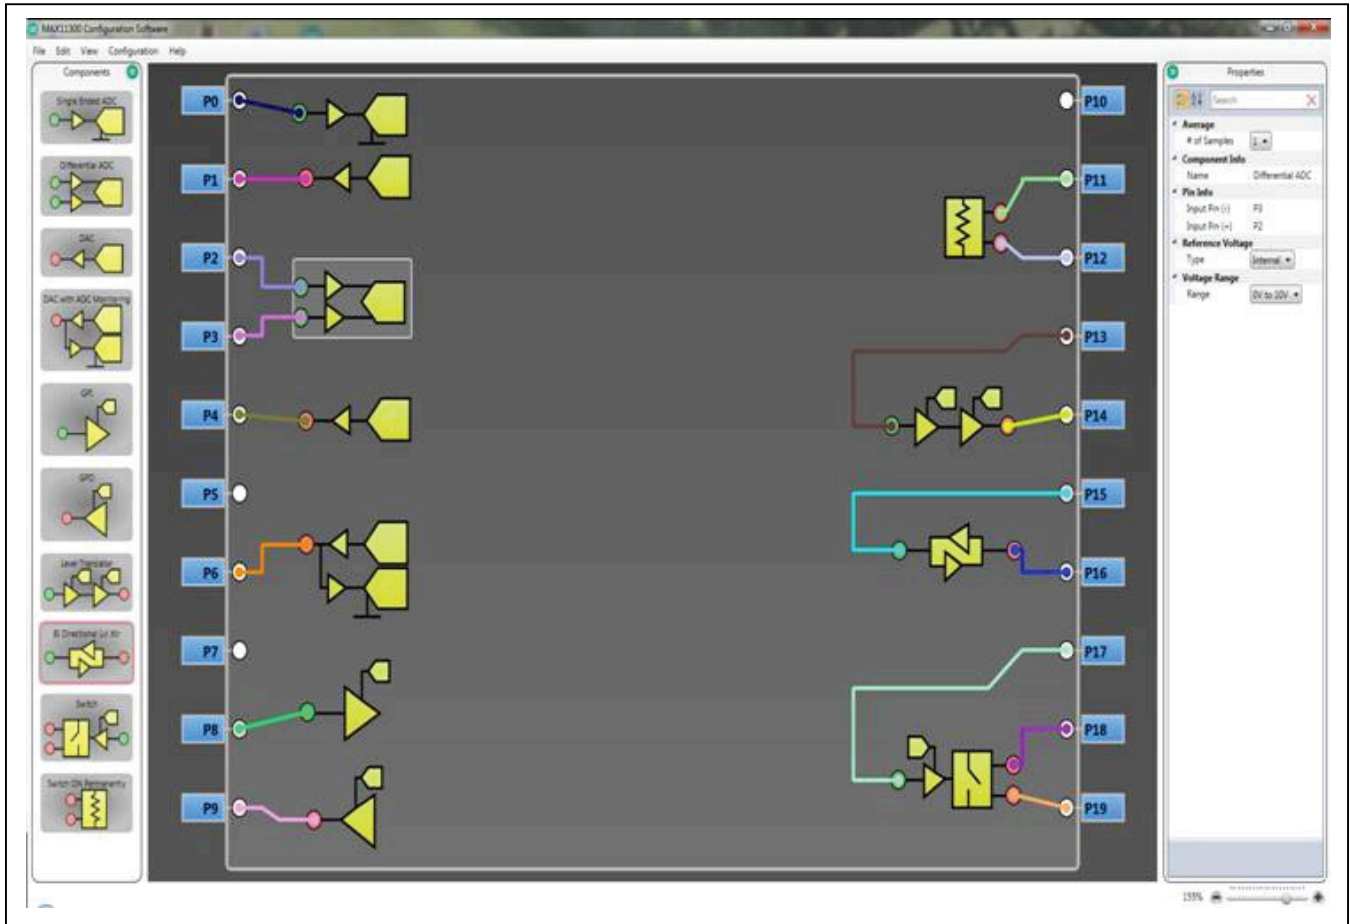 MAX11300 Configuration Software
File Edit View Configuration Help
Components
Single Ended ADC
Differential ADC
DAC
DAC with ADC Monitoring
GPI
GPO
Level Translator
Bi Directional Lvl Xltr
Switch
Switch ON Permanently
P0
P1
P2
P3
P4
P5
P6
P7
P8
P9
P10
P11
P12
P13
P14
P15
P16
P17
P18
P19
Properties
Search
Average
# of Samples 1
Component Info
Name Differential ADC
Pin Info
Input Pin (-) P3
Input Pin (+) P2
Reference Voltage
Type Internal
Voltage Range
Range 0V to 10V